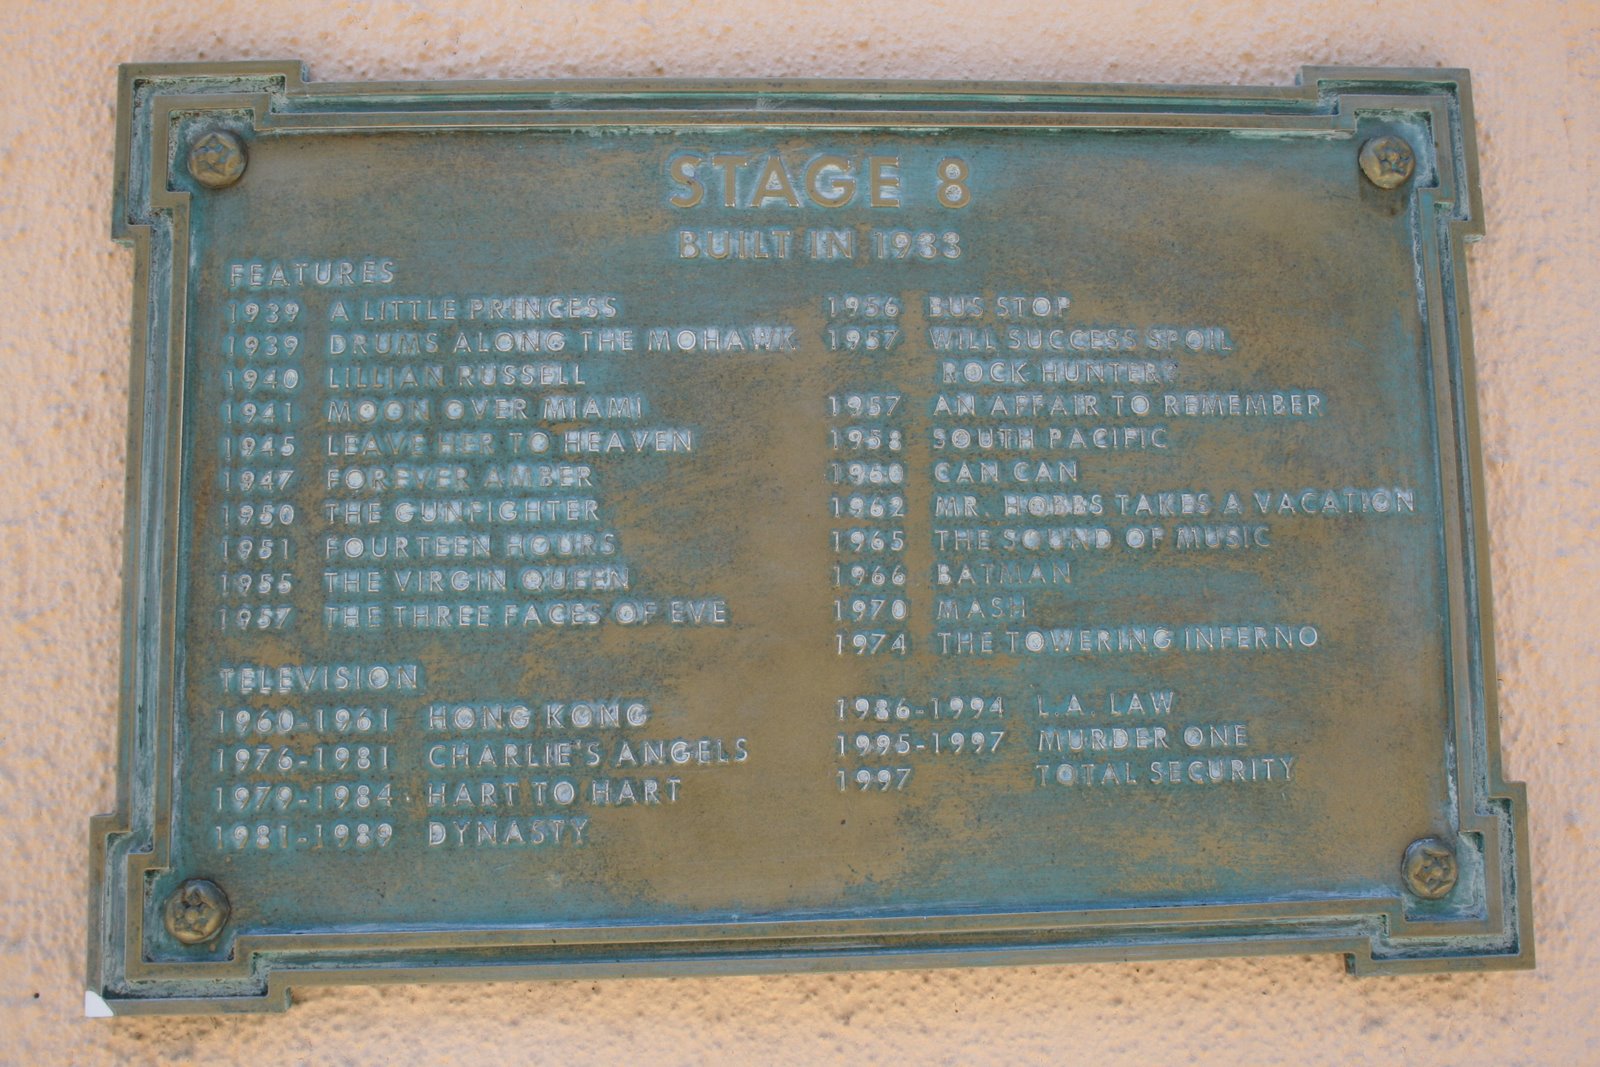 STAGE 8
BUILT IN 1933
FEATURES
1939 A LITTLE PRINCESS
1939 DRUMS ALONG THE MOHAWK
1940 LILLIAN RUSSELL
1941 MOON OVER MIAMI
1945 LEAVE HER TO HEAVEN
1947 FOREVER AMBER
1950 THE GUNFIGHTER
1951 FOURTEEN HOURS
1955 THE VIRGIN QUEEN
1957 THE THREE FACES OF EVE
1956 BUS STOP
1957 WILL SUCCESS SPOIL
ROCK HUNTER?
1957 AN AFFAIR TO REMEMBER
1958 SOUTH PACIFIC
1960 CAN CAN
1962 MR. HOBBS TAKES A VACATION
1965 THE SOUND OF MUSIC
1966 BATMAN
1970 MASH
1974 THE TOWERING INFERNO
TELEVISION
1960-1961 HONG KONG
1976-1981 CHARLIE'S ANGELS
1979-1984 HART TO HART
1981-1989 DYNASTY
1986-1994 L.A. LAW
1995-1997 MURDER ONE
1997 TOTAL SECURITY